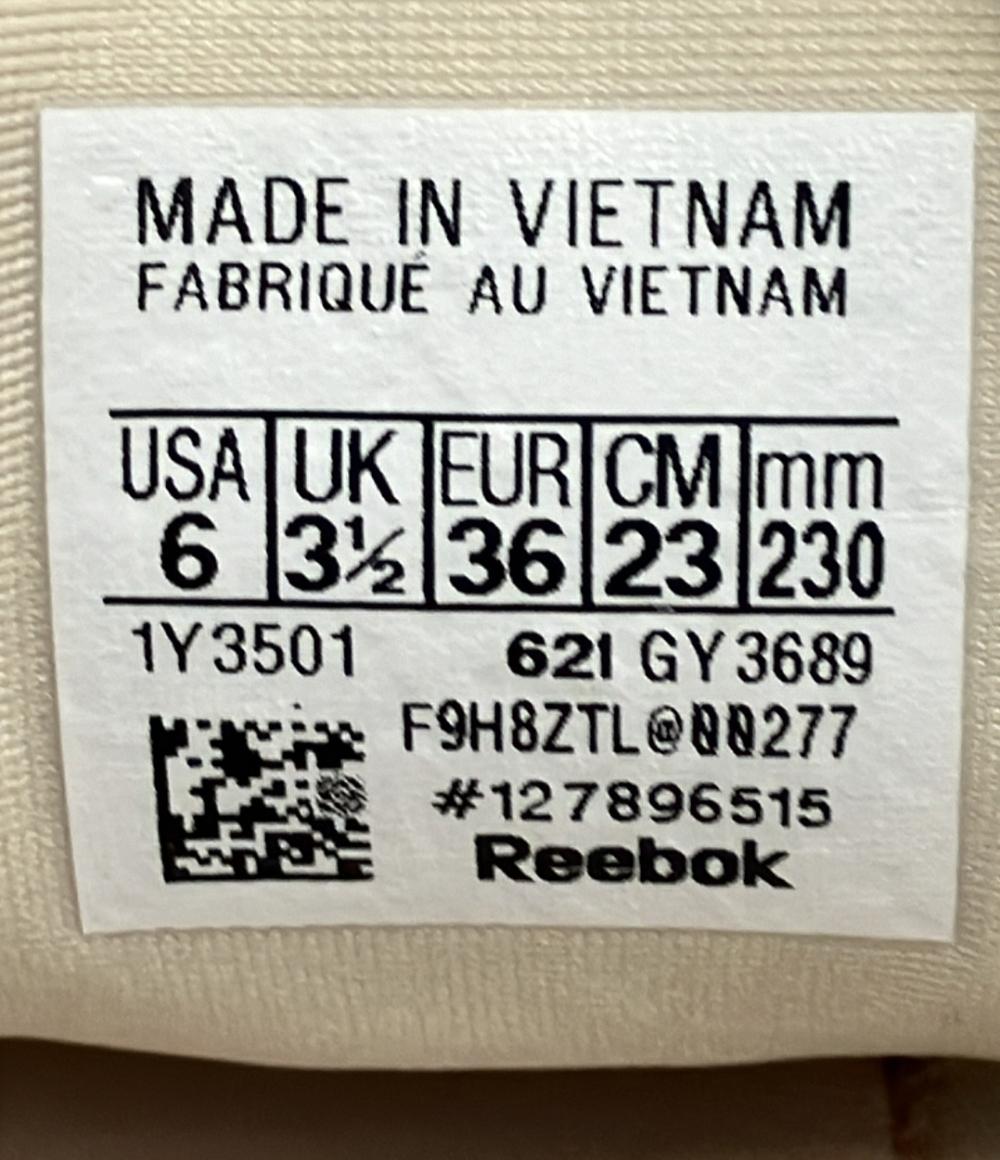 MADE IN VIETNAM
FABRIQUÉ AU VIETNAM
USA UK EUR CM mm
6 3½ 36 23 230
1Y3501 621 GY3689
F9H8ZTL@00277
#127896515
Reebok